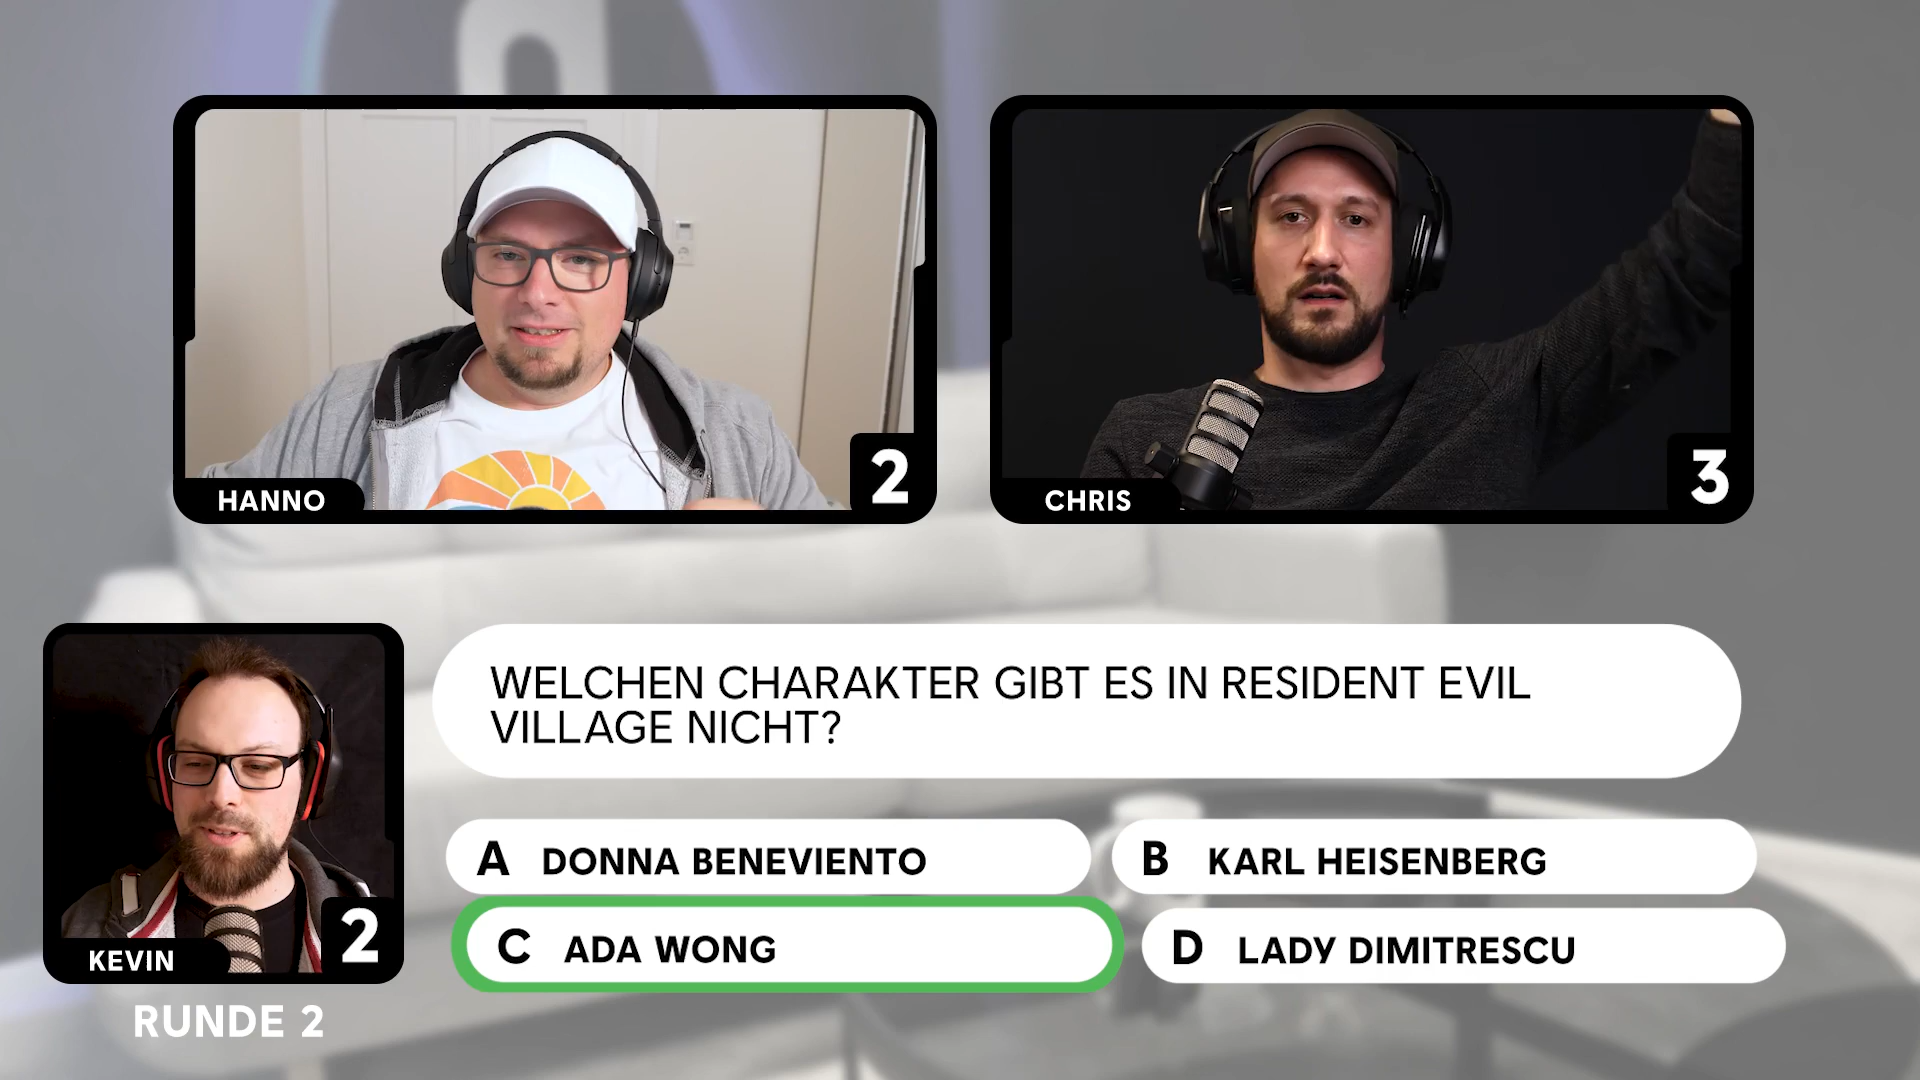 HANNO
2
CHRIS
3
WELCHEN CHARAKTER GIBT ES IN RESIDENT EVIL
VILLAGE NICHT?
A DONNA BENEVIENTO
B KARL HEISENBERG
C ADA WONG
D LADY DIMITRESCU
KEVIN
2
RUNDE 2